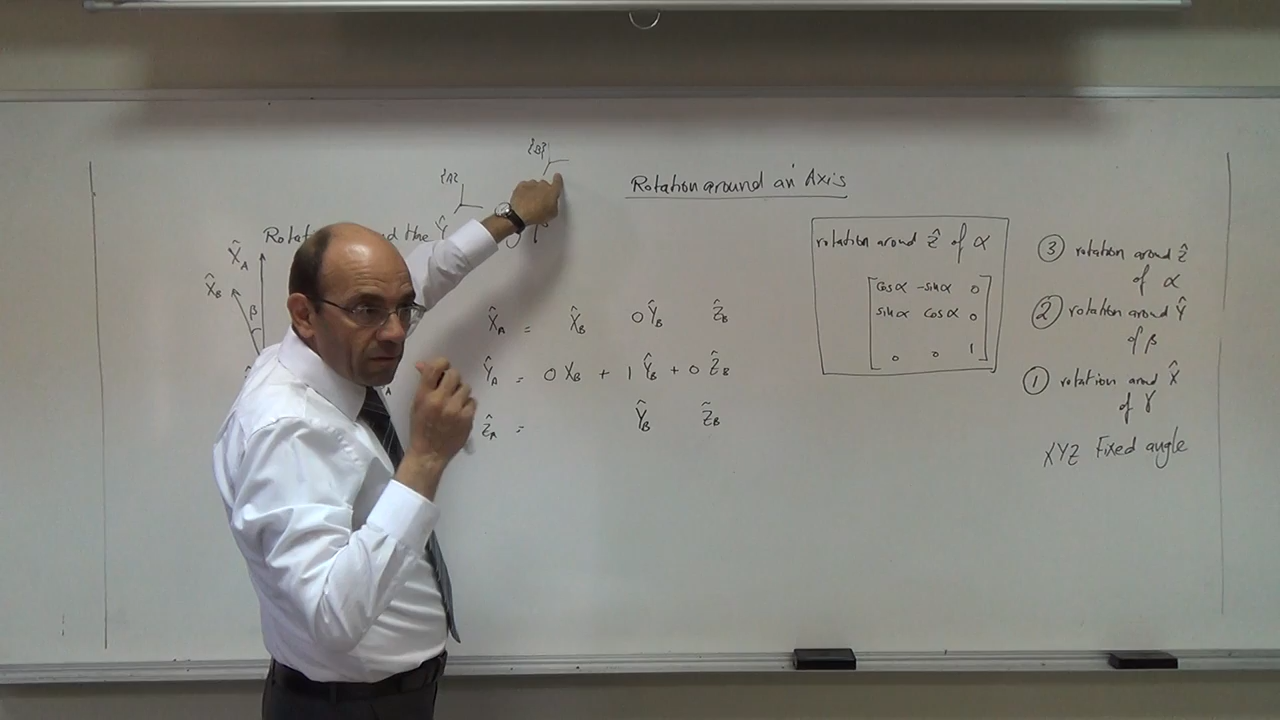 {B}
{A}
Rotation around an Axis
the Ŷ
β
X̂A
X̂B
β
A
X̂A = X̂B 0ŶB ẐB
ŶA = 0 XB + 1 ŶB + 0 ẐB
ẐA = ŶB ẐB
rotation around ẑ of α
cosα -sinα 0
sinα cosα 0
0 0 1
③ rotation around ẑ
of α
② rotation around Ŷ
of β
① rotation around X̂
of γ
XYZ Fixed angle